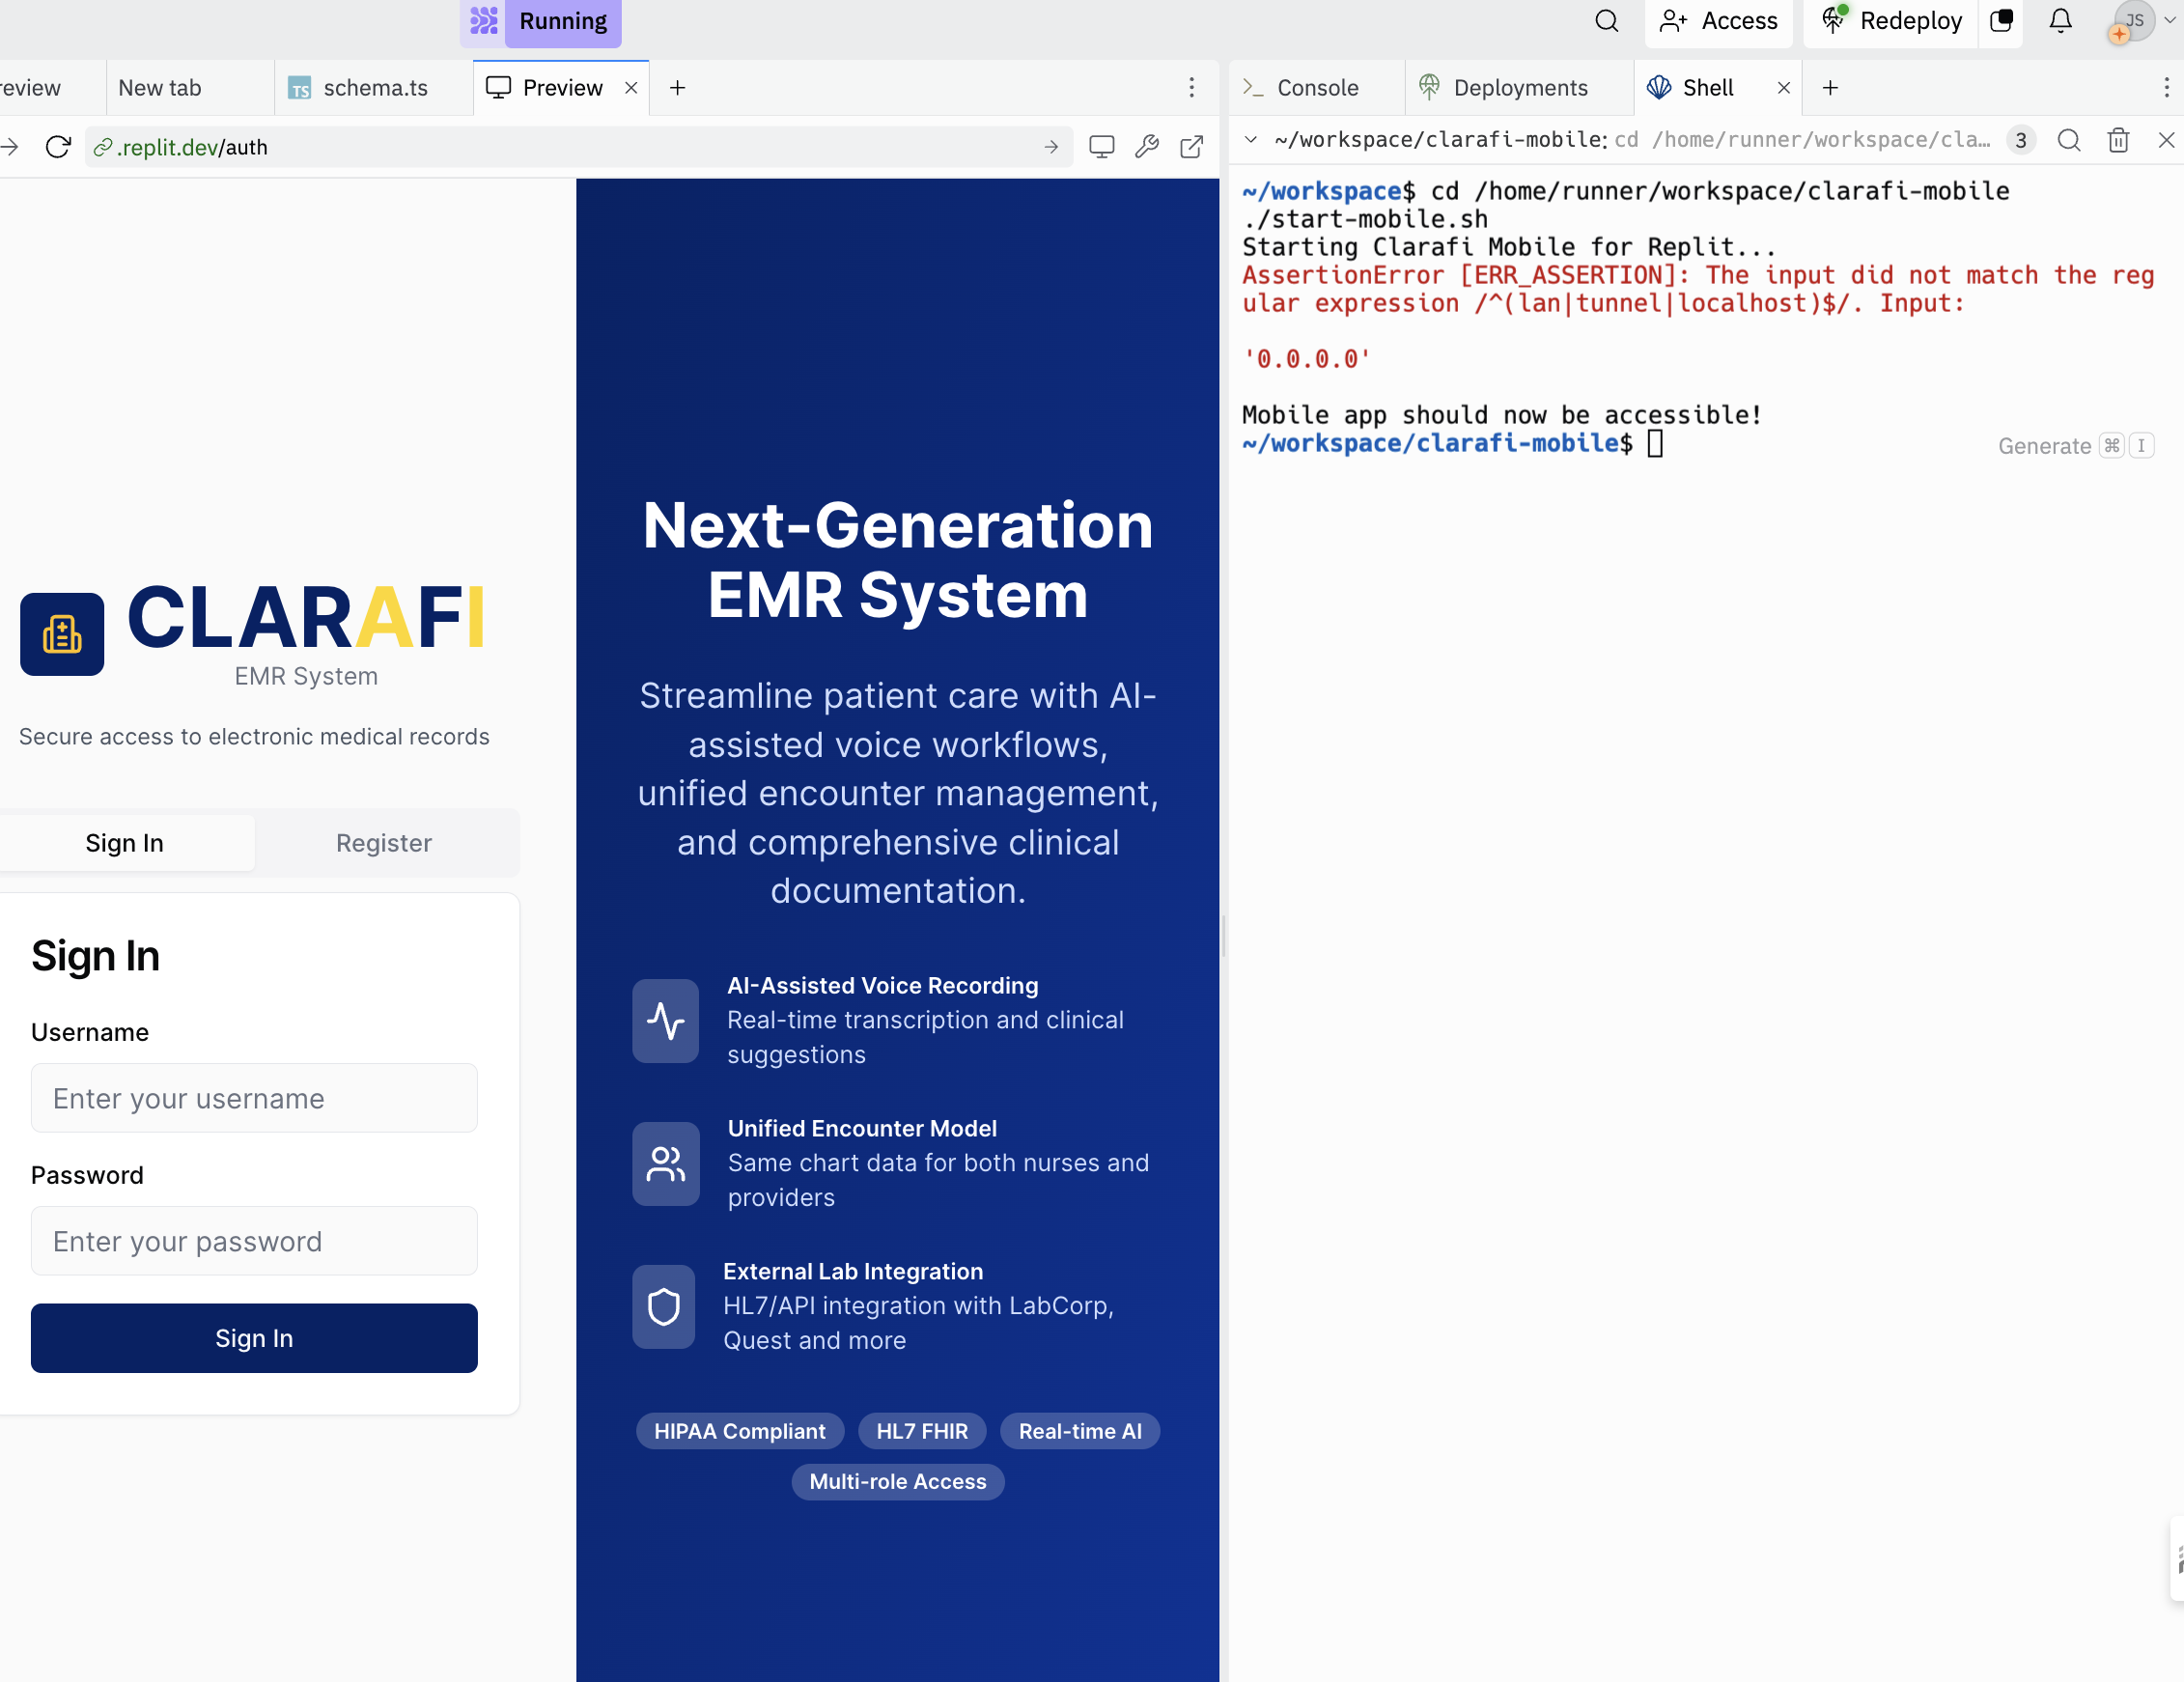 Running
Access
Redeploy
JS
eview
New tab
TS schema.ts
Preview
Console
Deployments
Shell
.replit.dev/auth
~/workspace/clarafi-mobile: cd /home/runner/workspace/cla...
3
~/workspace$ cd /home/runner/workspace/clarafi-mobile
./start-mobile.sh
Starting Clarafi Mobile for Replit...
AssertionError [ERR_ASSERTION]: The input did not match the reg
ular expression /^(lan|tunnel|localhost)$/. Input:
'0.0.0.0'
Mobile app should now be accessible!
~/workspace/clarafi-mobile$
Generate ⌘ I
CLARAFI
EMR System
Secure access to electronic medical records
Sign In
Register
Sign In
Username
Enter your username
Password
Enter your password
Sign In
Next-Generation
EMR System
Streamline patient care with AI-
assisted voice workflows,
unified encounter management,
and comprehensive clinical
documentation.
AI-Assisted Voice Recording
Real-time transcription and clinical
suggestions
Unified Encounter Model
Same chart data for both nurses and
providers
External Lab Integration
HL7/API integration with LabCorp,
Quest and more
HIPAA Compliant
HL7 FHIR
Real-time AI
Multi-role Access